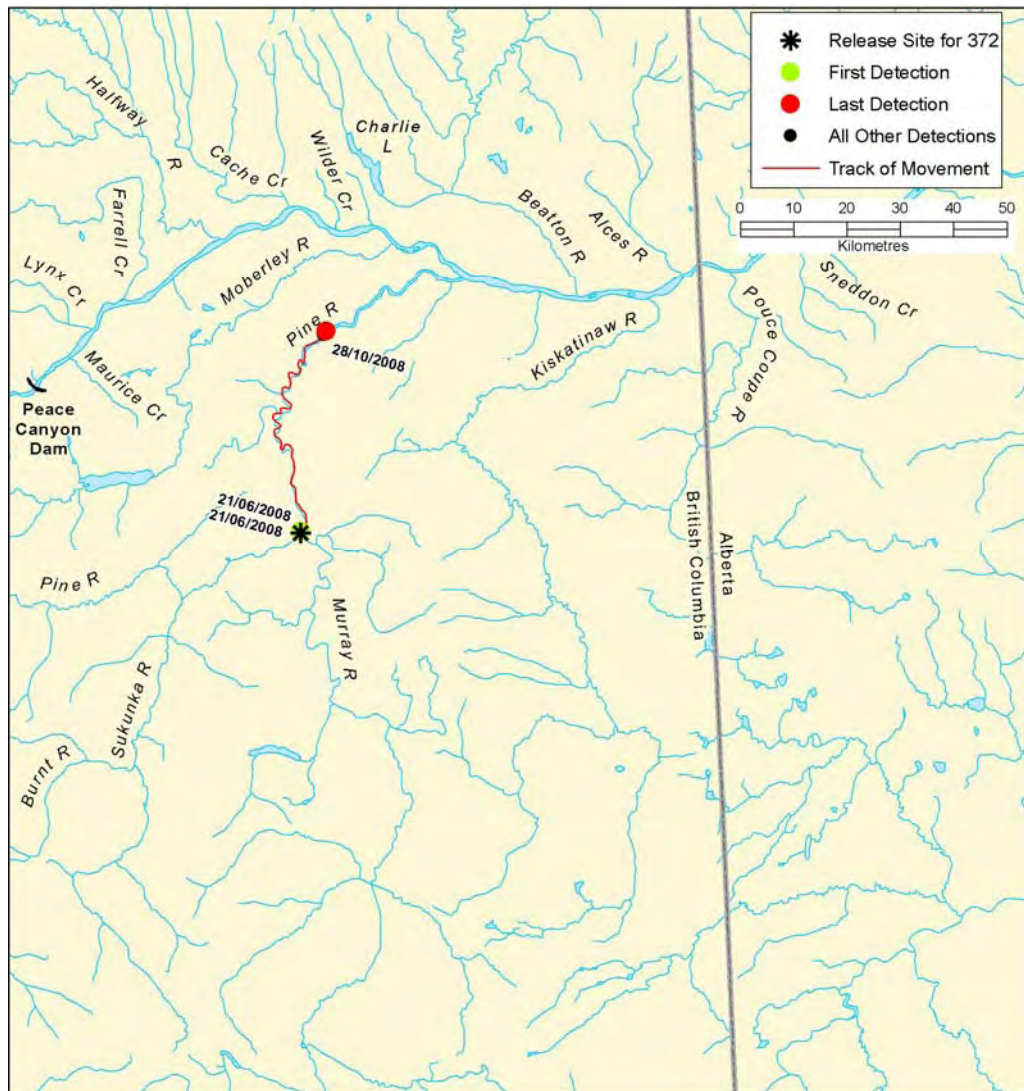 Release Site for 372
First Detection
Last Detection
All Other Detections
Track of Movement
0 10 20 30 40 50
Kilometres
Halfway
R
Cache Cr
Wilder Cr
Charlie
L
Farrell Cr
Lynx Cr
Moberley R
Beatton R
Alces R
Sneddon Cr
Pouce Coupe R
Kiskatinaw R
Pine R
28/10/2008
Maurice Cr
Peace
Canyon
Dam
21/06/2008
21/06/2008
British Columbia
Alberta
Pine R
Murray R
Sukunka R
Burnt R